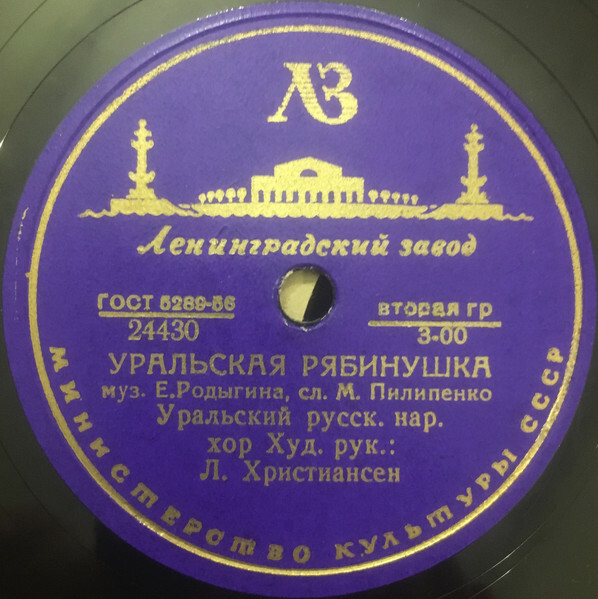 ЛЗ
Ленинградский завод
ГОСТ 5289-56
24430
вторая гр
3-00
УРАЛЬСКАЯ РЯБИНУШКА
муз. Е.Родыгина, сл. М. Пилипенко
Уральский русск. нар.
хор Худ. рук.:
Л. Христиансен
МИНИСТЕРСТВО КУЛЬТУРЫ СССР